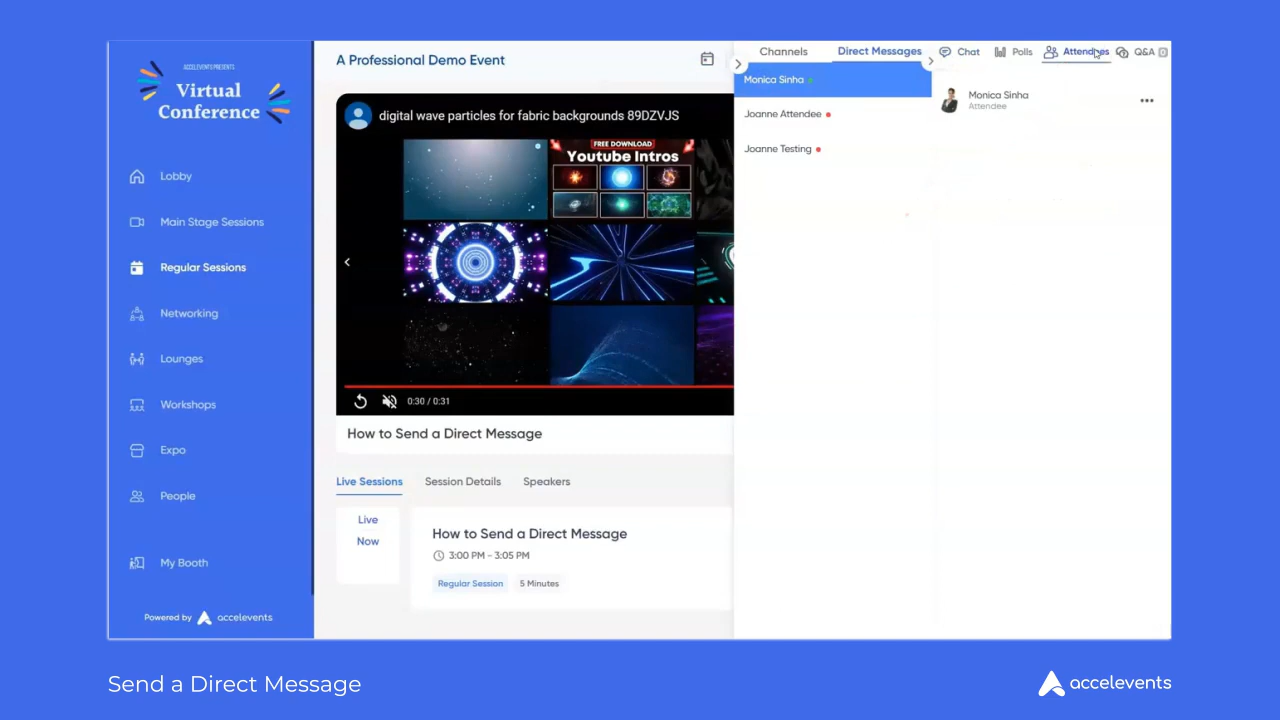 ACCELEVENTS PRESENTS
Virtual
Conference
Lobby
Main Stage Sessions
Regular Sessions
Networking
Lounges
Workshops
Expo
People
My Booth
Powered by accelevents
A Professional Demo Event
digital wave particles for fabric backgrounds 89DZVJS
FREE DOWNLOAD
Youtube Intros
0:30 / 0:31
How to Send a Direct Message
Live Sessions Session Details Speakers
Live
Now
How to Send a Direct Message
3:00 PM - 3:05 PM
Regular Session 5 Minutes
Channels Direct Messages
Monica Sinha
Joanne Attendee
Joanne Testing
Chat Polls Attendees Q&A 0
Monica Sinha
Attendee
Send a Direct Message
accelevents